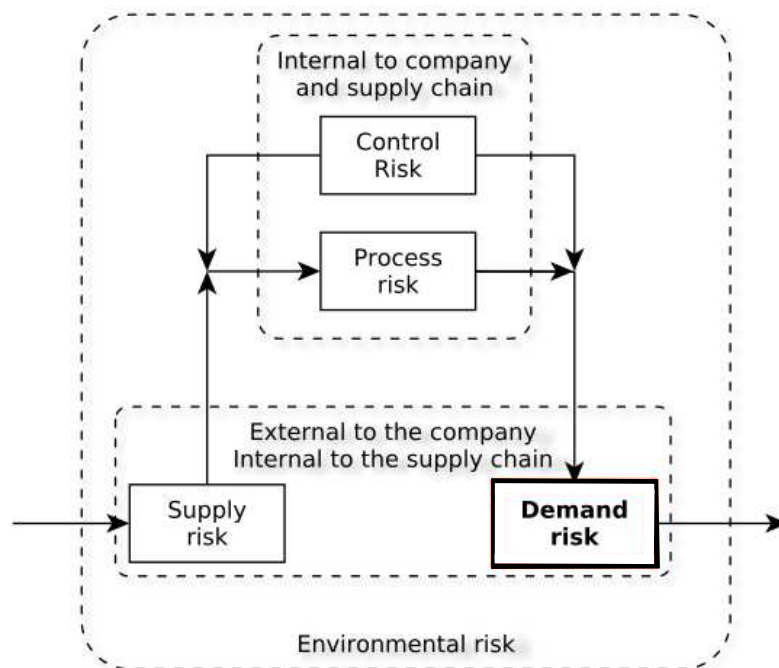 Internal to company
and supply chain
Control
Risk
Process
risk
External to the company
Internal to the supply chain
Supply
risk
Demand
risk
Environmental risk